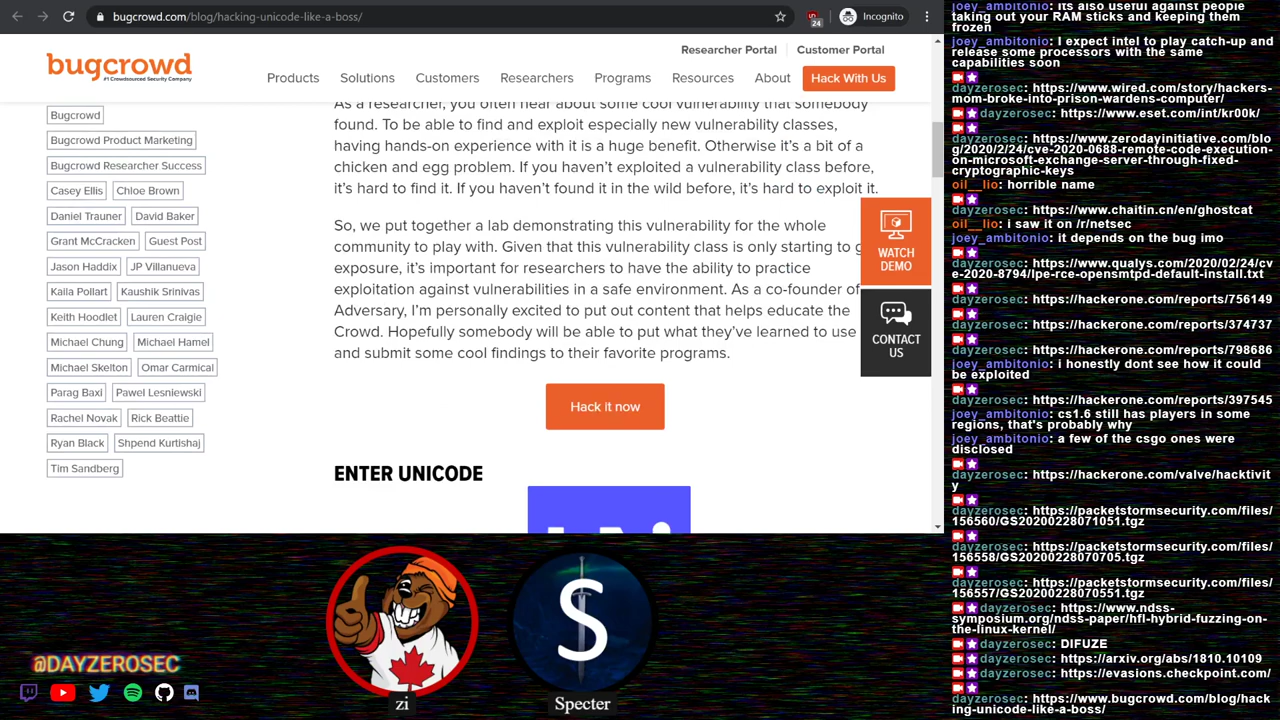 bugcrowd.com/blog/hacking-unicode-like-a-boss/
24
Incognito
bugcrowd
#1 Crowdsourced Security Company
Researcher Portal
Customer Portal
Products
Solutions
Customers
Researchers
Programs
Resources
About
Hack With Us
Bugcrowd
Bugcrowd Product Marketing
Bugcrowd Researcher Success
Casey Ellis
Chloe Brown
Daniel Trauner
David Baker
Grant McCracken
Guest Post
Jason Haddix
JP Villanueva
Kaila Pollart
Kaushik Srinivas
Keith Hoodlet
Lauren Craigie
Michael Chung
Michael Hamel
Michael Skelton
Omar Carmical
Parag Baxi
Pawel Lesniewski
Rachel Novak
Rick Beattie
Ryan Black
Shpend Kurtishaj
Tim Sandberg
As a researcher, you often hear about some cool vulnerability that somebody
found. To be able to find and exploit especially new vulnerability classes,
having hands-on experience with it is a huge benefit. Otherwise it's a bit of a
chicken and egg problem. If you haven't exploited a vulnerability class before,
it's hard to find it. If you haven't found it in the wild before, it's hard to exploit it.
So, we put together a lab demonstrating this vulnerability for the whole
community to play with. Given that this vulnerability class is only starting to g
exposure, it's important for researchers to have the ability to practice
exploitation against vulnerabilities in a safe environment. As a co-founder of
Adversary, I'm personally excited to put out content that helps educate the
Crowd. Hopefully somebody will be able to put what they've learned to use
and submit some cool findings to their favorite programs.
Hack it now
ENTER UNICODE
WATCH
DEMO
CONTACT
US
joey_ambitonio: its also useful against people
taking out your RAM sticks and keeping them
frozen
joey_ambitonio: I expect intel to play catch-up and
release some processors with the same
capabilities soon
dayzerosec: https://www.wired.com/story/hackers-
mom-broke-into-prison-wardens-computer/
dayzerosec: https://www.eset.com/int/kr00k/
dayzerosec: https://www.zerodayinitiative.com/blo
g/2020/2/24/cve-2020-0688-remote-code-execution-
on-microsoft-exchange-server-through-fixed-
cryptographic-keys
oil__lio: horrible name
dayzerosec: https://www.chaitin.cn/en/ghostcat
oil__lio: i saw it on /r/netsec
joey_ambitonio: it depends on the bug imo
dayzerosec: https://www.qualys.com/2020/02/24/cv
e-2020-8794/lpe-rce-opensmtpd-default-install.txt
dayzerosec: https://hackerone.com/reports/756149
dayzerosec: https://hackerone.com/reports/374737
dayzerosec: https://hackerone.com/reports/798686
joey_ambitonio: i honestly dont see how it could
be exploited
dayzerosec: https://hackerone.com/reports/397545
joey_ambitonio: cs1.6 still has players in some
regions, that's probably why
joey_ambitonio: a few of the csgo ones were
disclosed
dayzerosec: https://hackerone.com/valve/hacktivit
y
dayzerosec: https://packetstormsecurity.com/files/
156560/GS20200228071051.tgz
dayzerosec: https://packetstormsecurity.com/files/
156558/GS20200228070705.tgz
dayzerosec: https://packetstormsecurity.com/files/
156557/GS20200228070551.tgz
dayzerosec: https://www.ndss-
symposium.org/ndss-paper/hfl-hybrid-fuzzing-on-
the-linux-kernel/
dayzerosec: DIFUZE
dayzerosec: https://arxiv.org/abs/1810.10109
dayzerosec: https://evasions.checkpoint.com/
dayzerosec: https://www.bugcrowd.com/blog/hack
ing-unicode-like-a-boss/
@DAYZEROSEC
S
zi
Specter